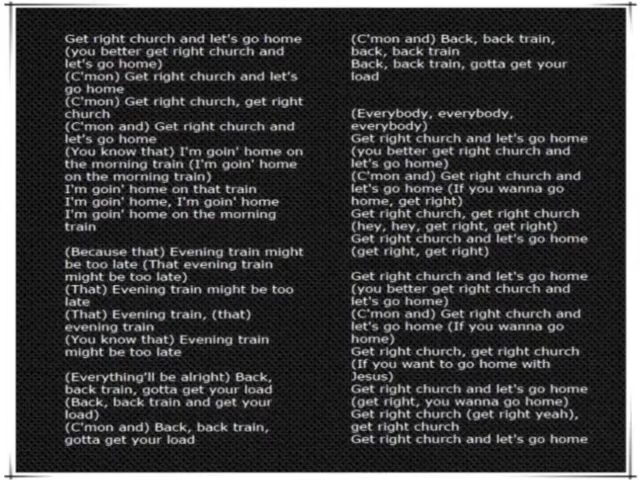 Get right church and let's go home
(you better get right church and
let's go home)
(C'mon) Get right church and let's
go home
(C'mon) Get right church, get right
church
(C'mon and) Get right church and
let's go home
(You know that) I'm goin' home on
the morning train (I'm goin' home
on the morning train)
I'm goin' home on that train
I'm goin' home, I'm goin' home
I'm goin' home on the morning
train
(Because that) Evening train might
be too late (That evening train
might be too late)
(That) Evening train might be too
late
(That) Evening train, (that)
evening train
(You know that) Evening train
might be too late
(Everything'll be alright) Back,
back train, gotta get your load
(Back, back train and get your
load)
(C'mon and) Back, back train,
gotta get your load
(C'mon and) Back, back train,
back, back train
Back, back train, gotta get your
load
(Everybody, everybody,
everybody)
Get right church and let's go home
(you better get right church and
let's go home)
(C'mon and) Get right church and
let's go home (If you wanna go
home, get right)
Get right church, get right church
(hey, hey, get right, get right)
Get right church and let's go home
(get right, get right)
Get right church and let's go home
(you better get right church and
let's go home)
(C'mon and) Get right church and
let's go home (If you wanna go
home)
Get right church, get right church
(If you want to go home with
Jesus)
Get right church and let's go home
(get right, you wanna go home)
Get right church (get right yeah),
get right church
Get right church and let's go home